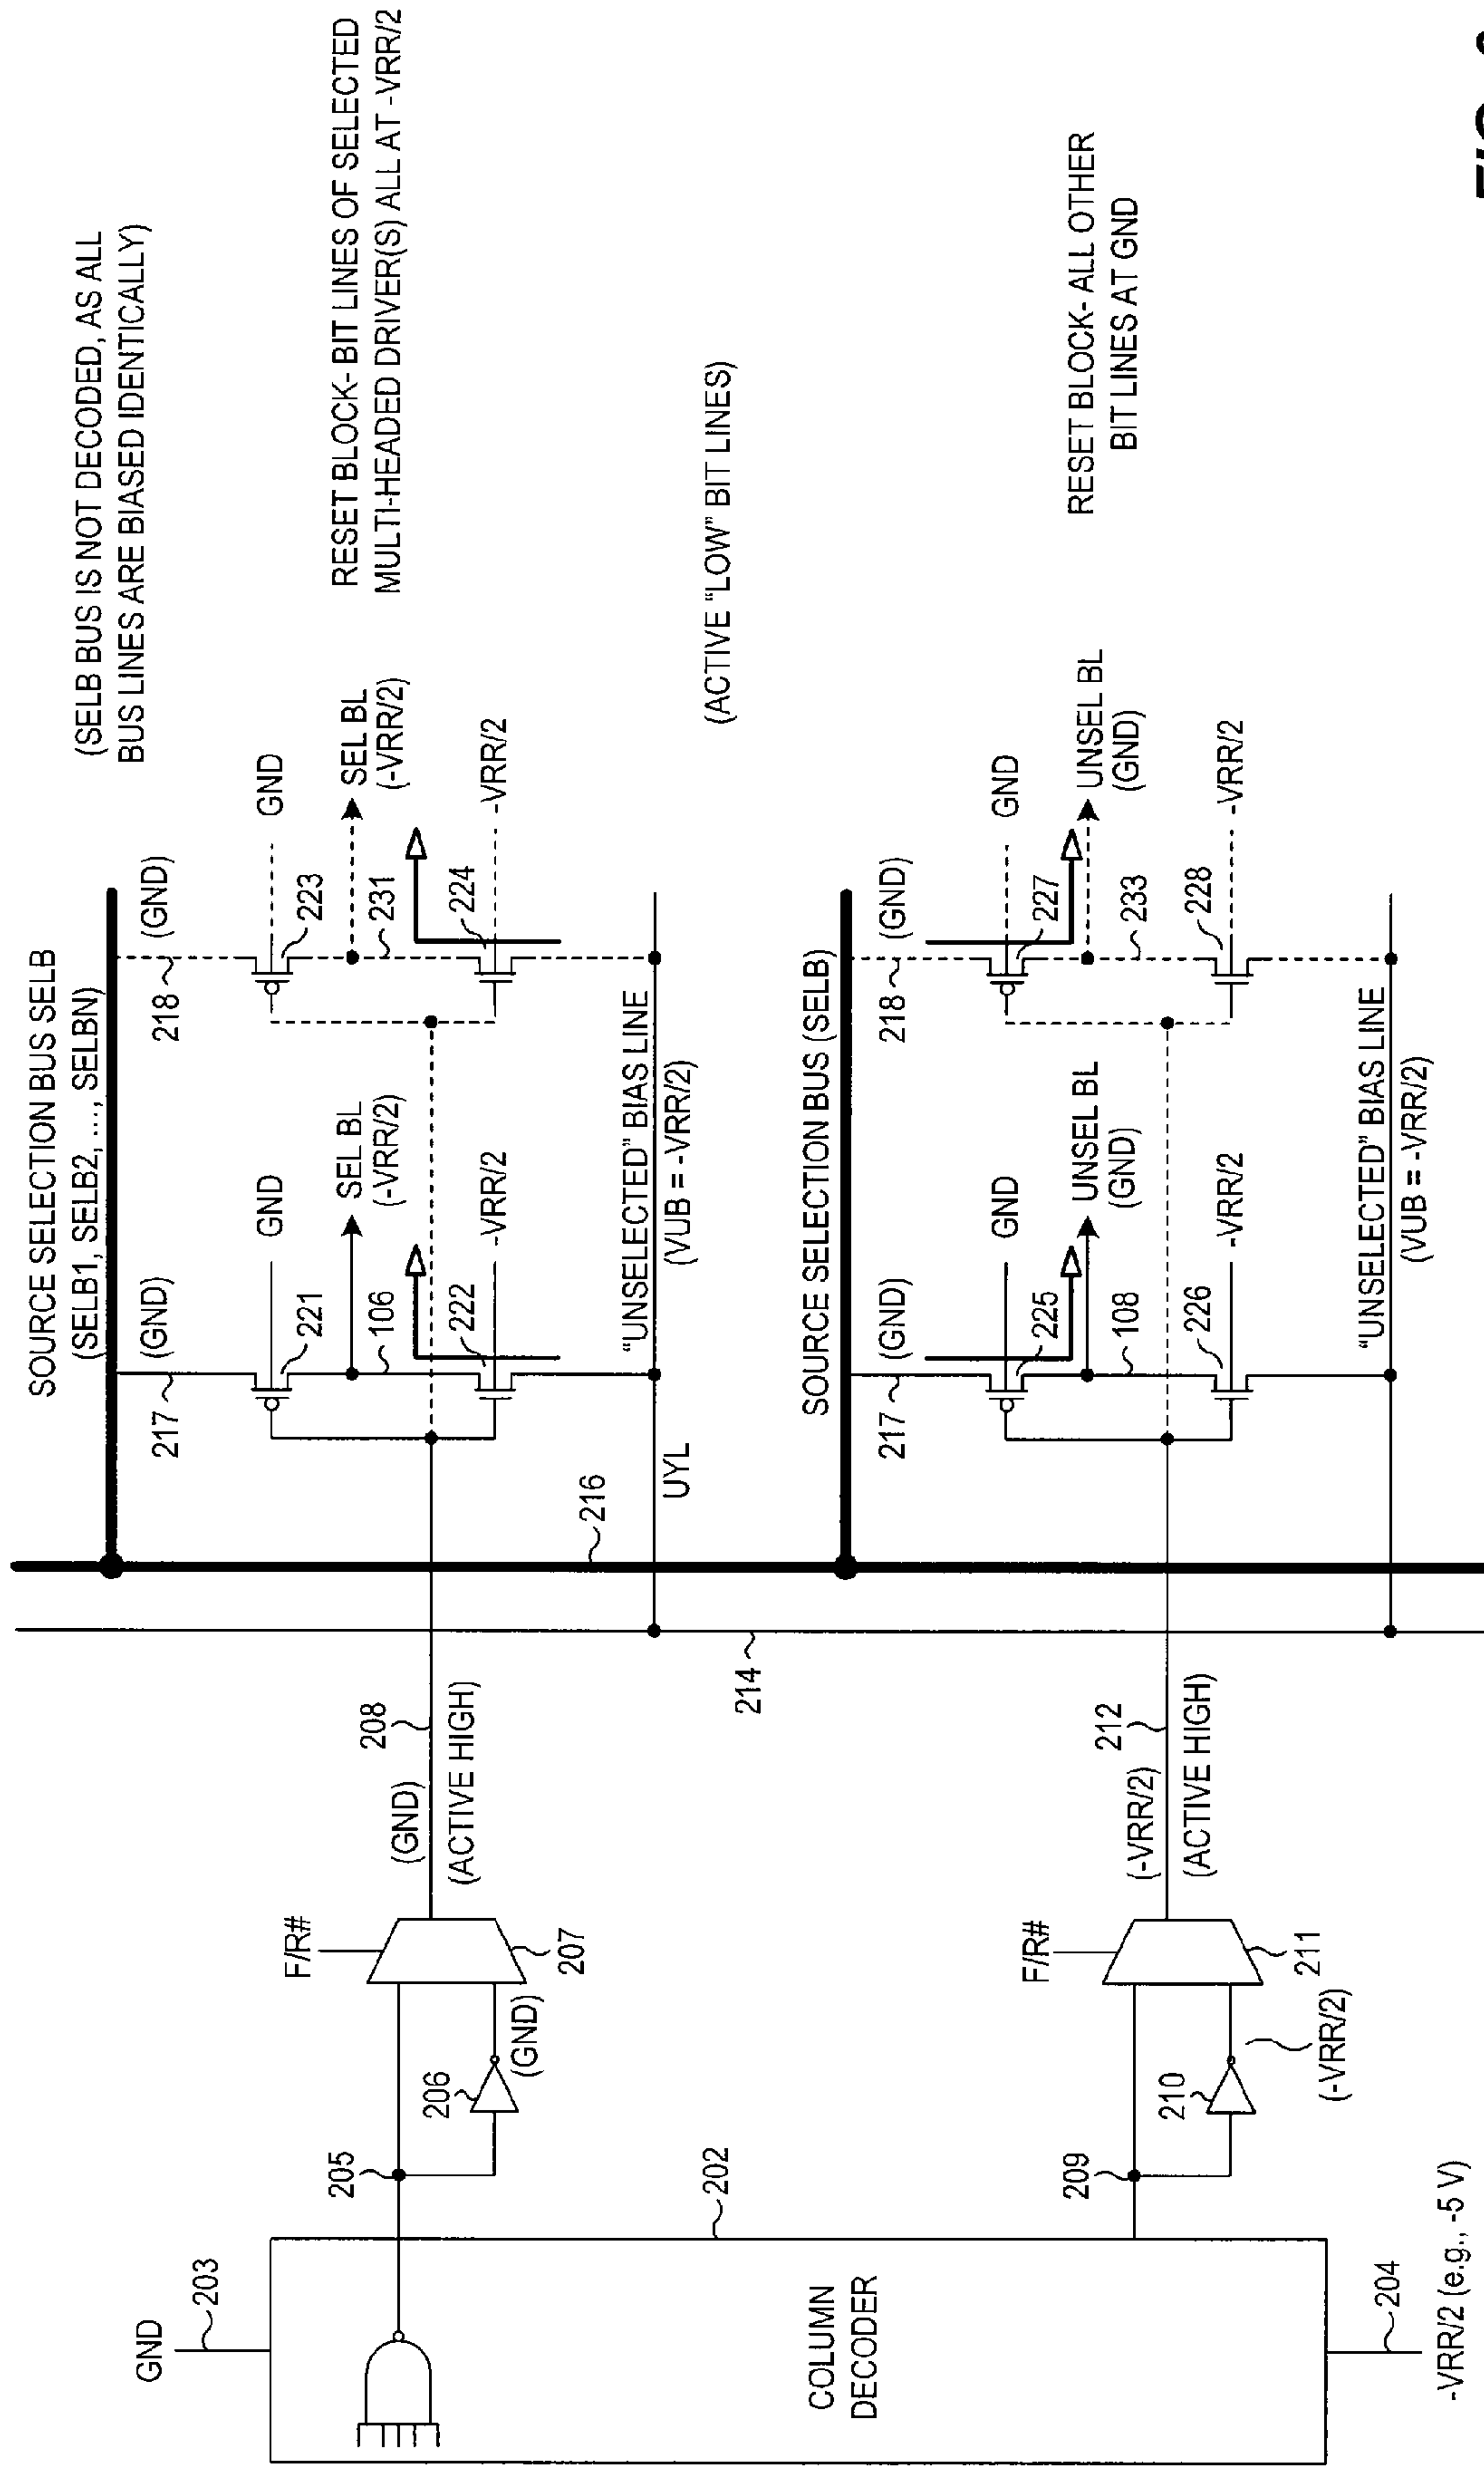 (SELB BUS IS NOT DECODED, AS ALL
BUS LINES ARE BIASED IDENTICALLY)
SOURCE SELECTION BUS SELB
(SELB1, SELB2, ..., SELBN)
RESET BLOCK- BIT LINES OF SELECTED
MULTI-HEADED DRIVER(S) ALL AT -VRR/2
GND
203
205
206
(GND)
207
F/R#
208
(GND)
(ACTIVE HIGH)
217
(GND)
221
GND
SEL BL
(-VRR/2)
106
222
-VRR/2
218
(GND)
223
GND
SEL BL
(-VRR/2)
231
224
-VRR/2
216
UYL
"UNSELECTED" BIAS LINE
(VUB = -VRR/2)
(ACTIVE "LOW" BIT LINES)
202
COLUMN
DECODER
214
SOURCE SELECTION BUS (SELB)
RESET BLOCK- ALL OTHER
BIT LINES AT GND
209
210
(-VRR/2)
211
F/R#
212
(-VRR/2)
(ACTIVE HIGH)
217
(GND)
225
GND
UNSEL BL
(GND)
108
226
-VRR/2
218
(GND)
227
GND
UNSEL BL
(GND)
233
228
-VRR/2
"UNSELECTED" BIAS LINE
(VUB = -VRR/2)
204
-VRR/2 (e.g., -5 V)